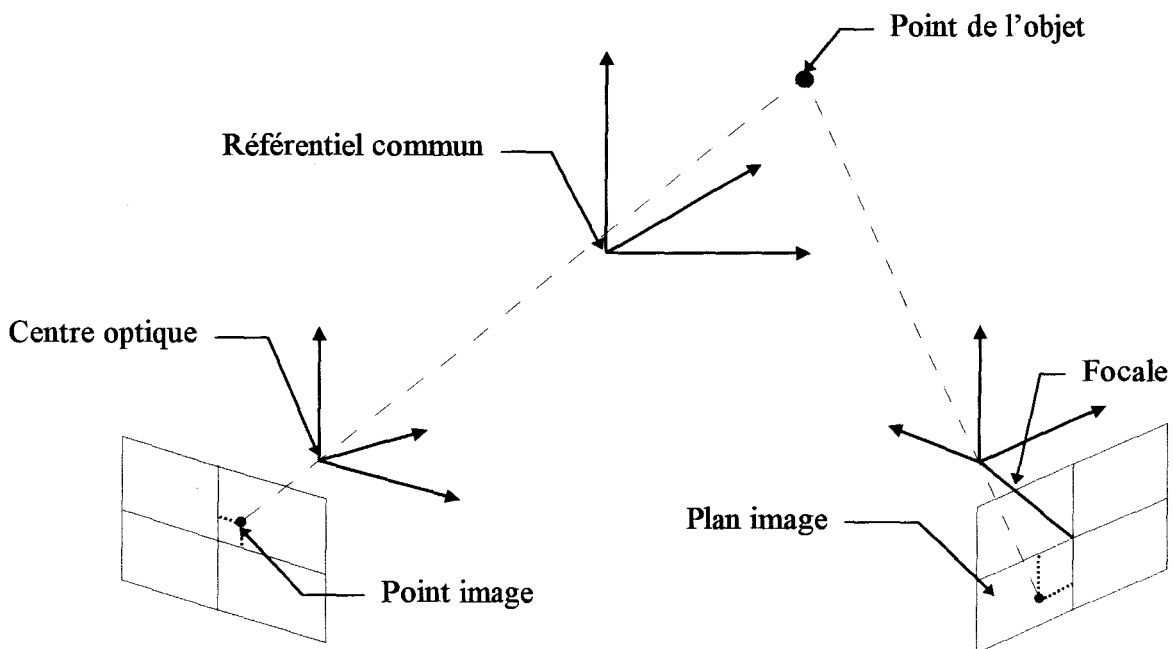 Point de l'objet
Référentiel commun
Centre optique
Focale
Plan image
Point image